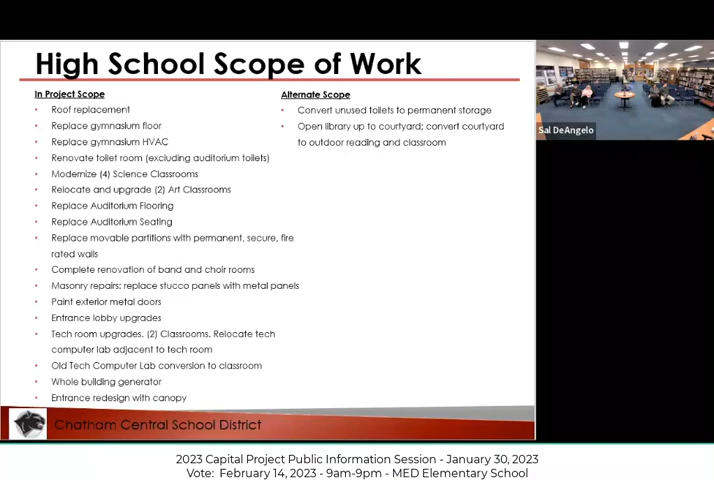 High School Scope of Work
In Project Scope
Roof replacement
Replace gymnasium floor
Replace gymnasium HVAC
Renovate toilet room (excluding auditorium toilets)
Modernize (4) Science Classrooms
Relocate and upgrade (2) Art Classrooms
Replace Auditorium Flooring
Replace Auditorium Seating
Replace movable partitions with permanent, secure, fire
rated walls
Complete renovation of band and choir rooms
Masonry repairs: replace stucco panels with metal panels
Paint exterior metal doors
Entrance lobby upgrades
Tech room upgrades. (2) Classrooms. Relocate tech
computer lab adjacent to tech room
Old Tech Computer Lab conversion to classroom
Whole building generator
Entrance redesign with canopy
Alternate Scope
Convert unused toilets to permanent storage
Open library up to courtyard; convert courtyard
to outdoor reading and classroom
Sal DeAngelo
Chatham Central School District
2023 Capital Project Public Information Session - January 30, 2023
Vote: February 14, 2023 - 9am-9pm - MED Elementary School